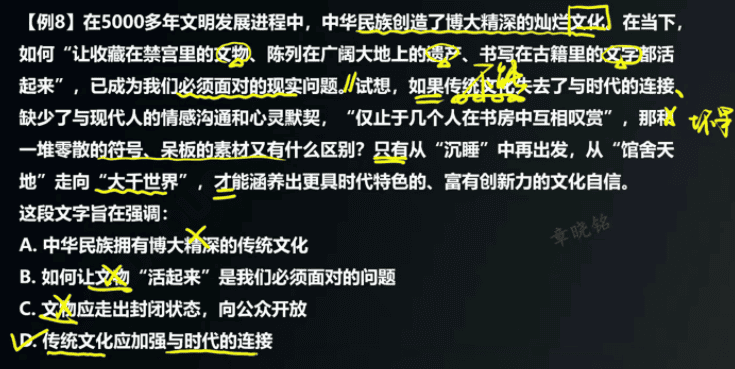 【例8】在5000多年文明发展进程中，中华民族创造了博大精深的灿烂文化。在当下，
如何“让收藏在禁宫里的文物、陈列在广阔大地上的遗产、书写在古籍里的文字都活
起来”，已成为我们必须面对的现实问题。试想，如果传统文化失去了与时代的连接、
缺少了与现代人的情感沟通和心灵默契，“仅止于几个人在书房中互相叹赏”，那和
一堆零散的符号、呆板的素材又有什么区别？只有从“沉睡”中再出发，从“馆舍天
地”走向“大千世界”，才能涵养出更具时代特色的、富有创新力的文化自信。
这段文字旨在强调：
A. 中华民族拥有博大精深的传统文化
B. 如何让文物“活起来”是我们必须面对的问题
C. 文物应走出封闭状态，向公众开放
D. 传统文化应加强与时代的连接
章晓铭